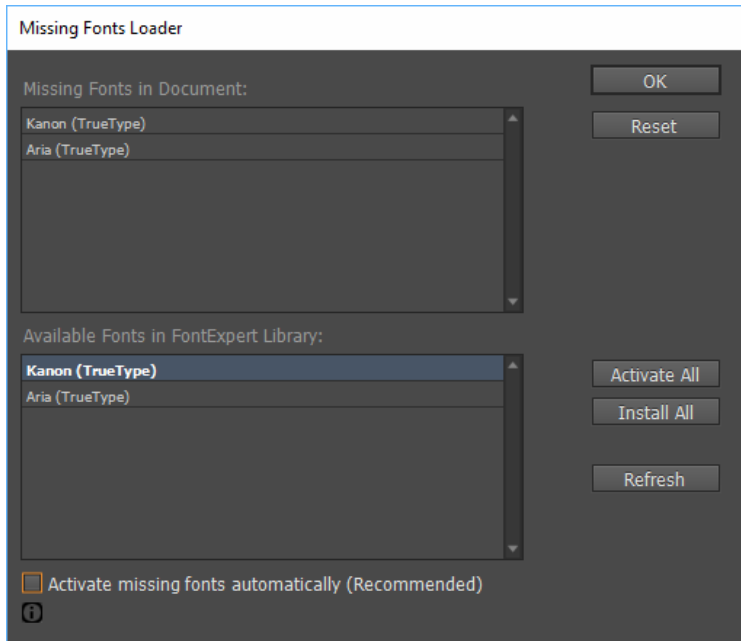 Missing Fonts Loader
Missing Fonts in Document:
OK
Kanon (TrueType)
Reset
Aria (TrueType)
Available Fonts in FontExpert Library:
Kanon (TrueType)
Activate All
Aria (TrueType)
Install All
Refresh
Activate missing fonts automatically (Recommended)